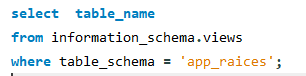 select  table_name
from information_schema.views
where table_schema = 'app_raices';